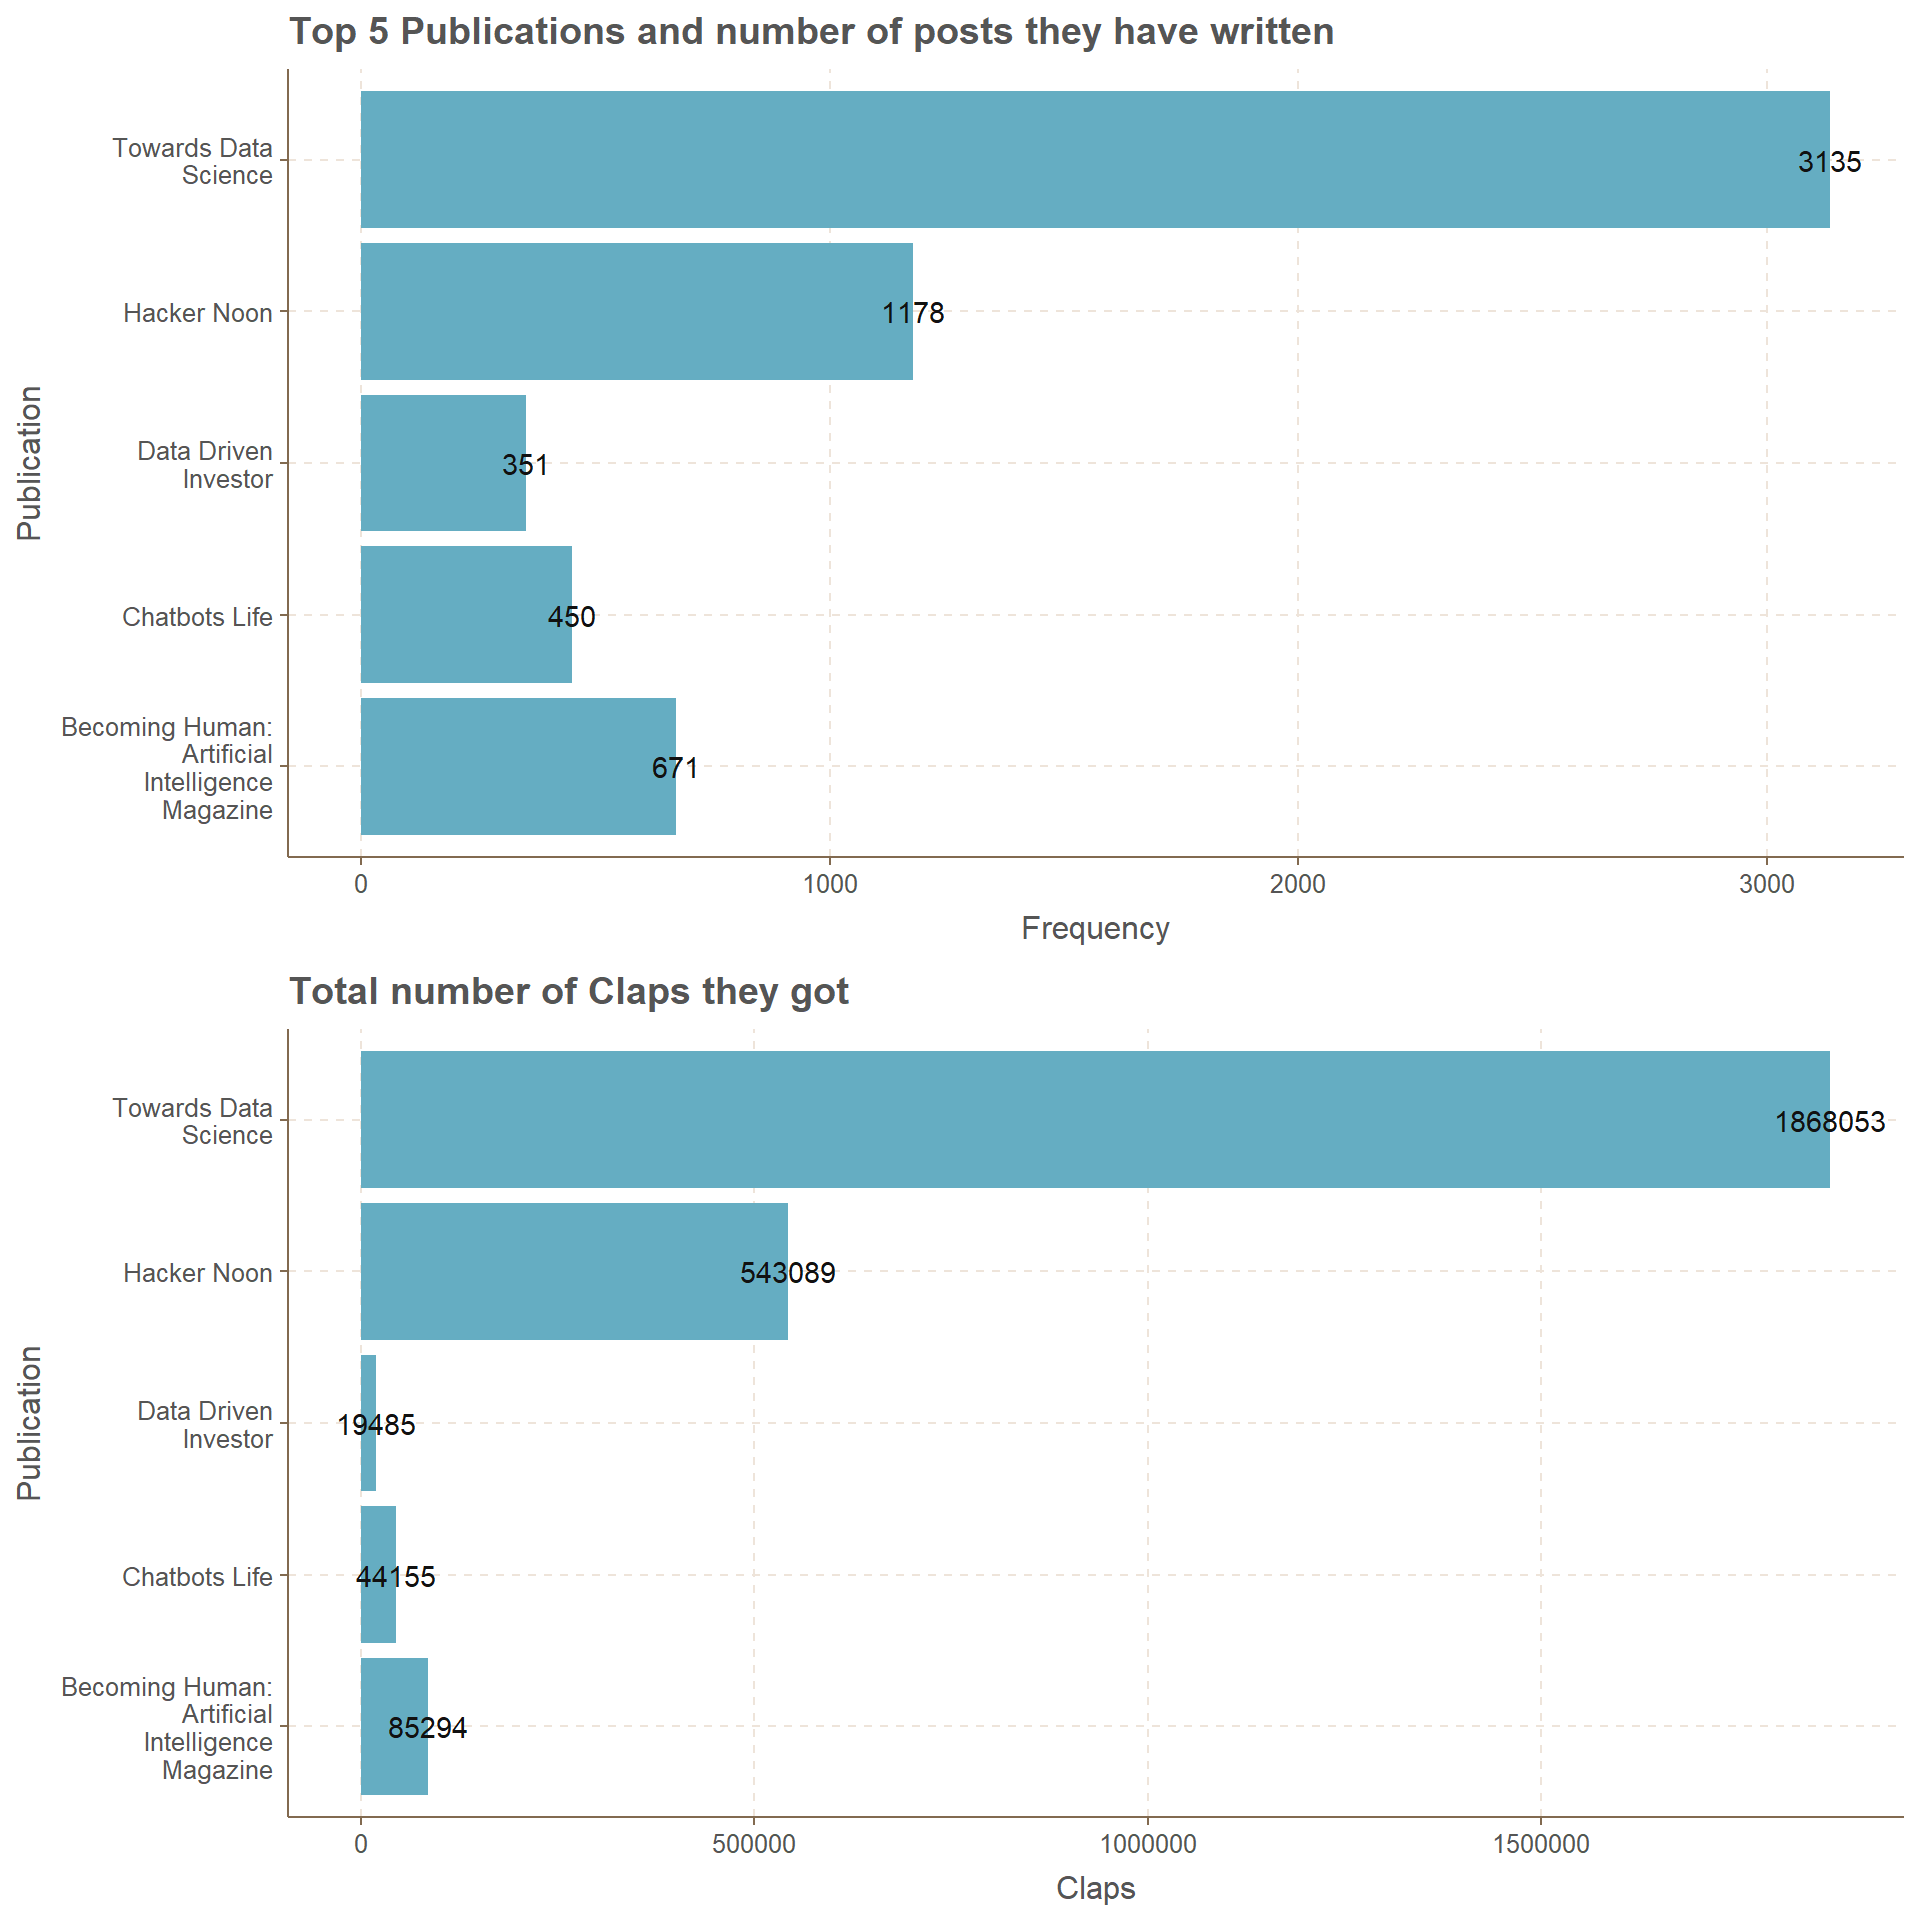 Top 5 Publications and number of posts they have written
Publication
Towards Data
Science
3135
Hacker Noon
1178
Data Driven
Investor
351
Chatbots Life
450
Becoming Human:
Artificial
Intelligence
Magazine
671
0 1000 2000 3000
Frequency
Total number of Claps they got
Publication
Towards Data
Science
1868053
Hacker Noon
543089
Data Driven
Investor
19485
Chatbots Life
44155
Becoming Human:
Artificial
Intelligence
Magazine
85294
0 500000 1000000 1500000
Claps